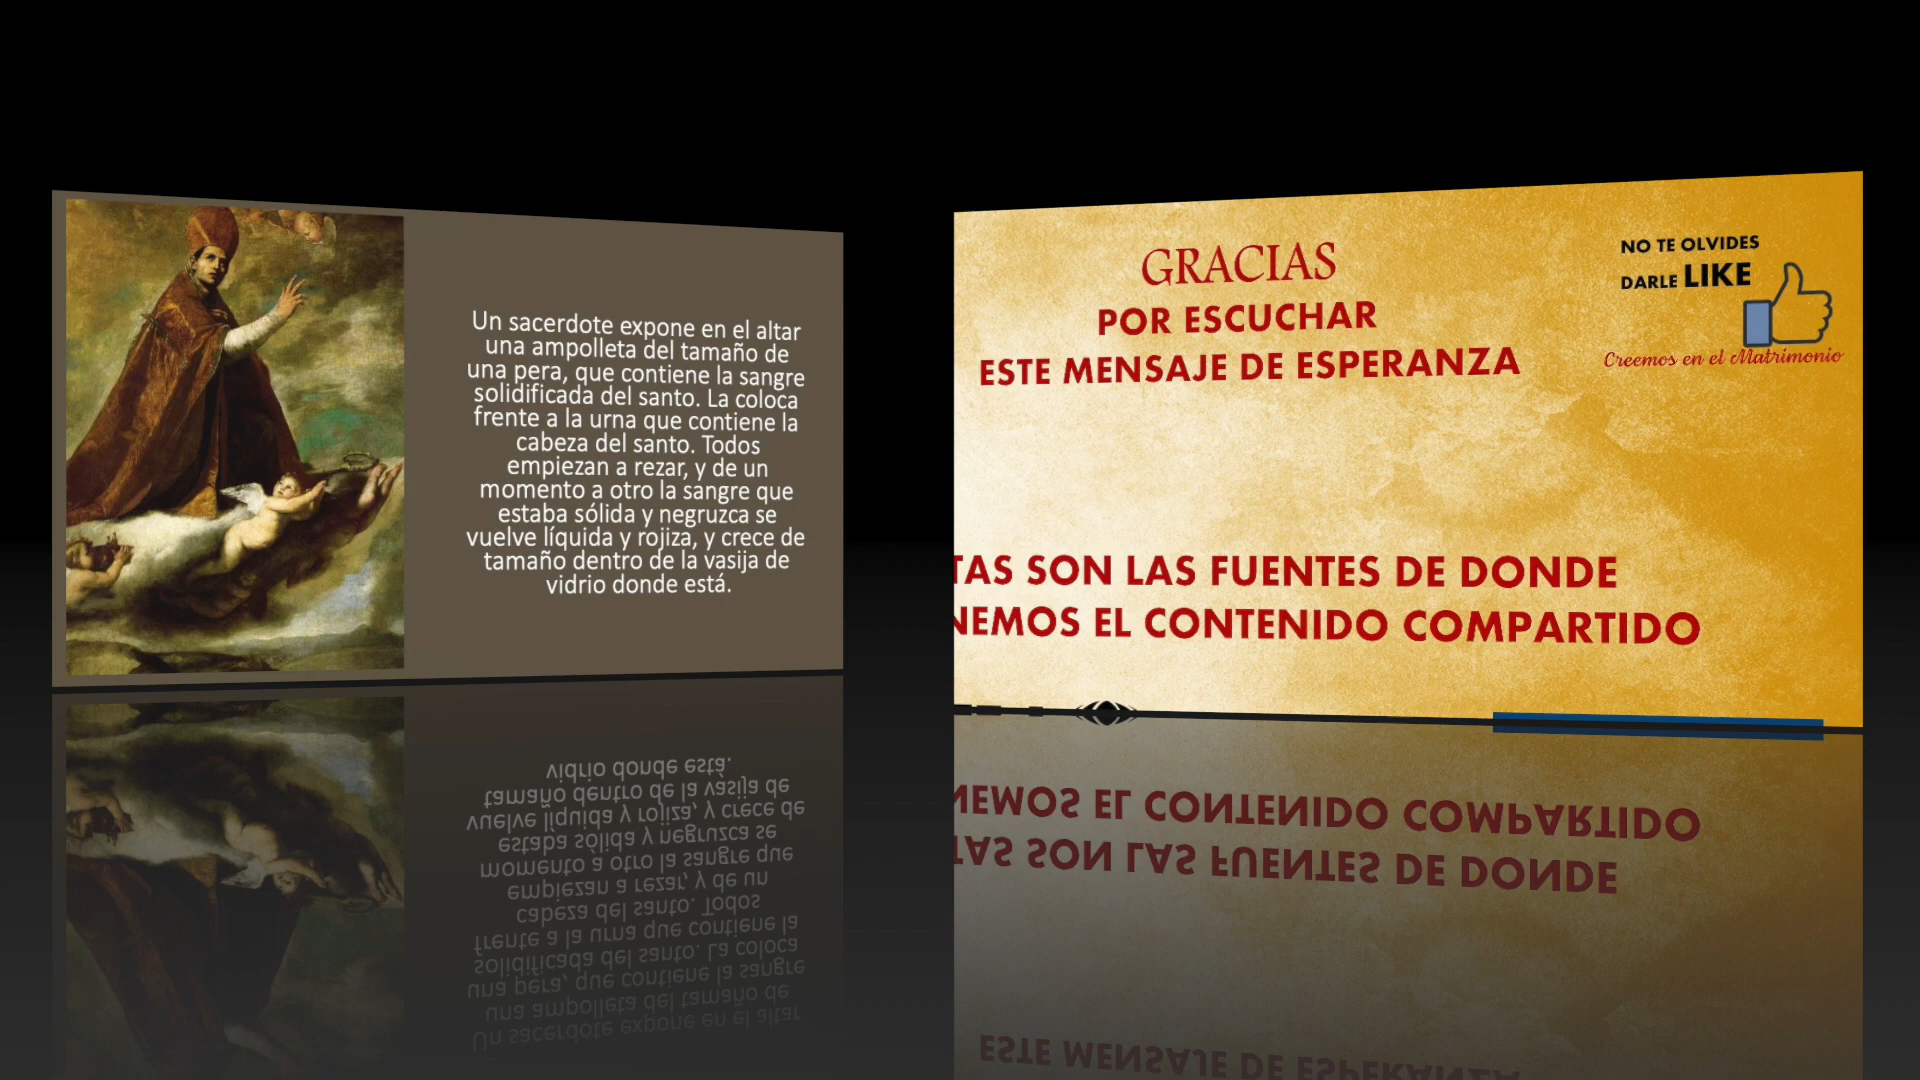 Un sacerdote expone en el altar
una ampolleta del tamaño de
una pera, que contiene la sangre
solidificada del santo. La coloca
frente a la urna que contiene la
cabeza del santo. Todos
empiezan a rezar, y de un
momento a otro la sangre que
estaba sólida y negruzca se
vuelve líquida y rojiza, y crece de
tamaño dentro de la vasija de
vidrio donde está.
GRACIAS
POR ESCUCHAR
ESTE MENSAJE DE ESPERANZA
NO TE OLVIDES
DARLE LIKE
Creemos en el Matrimonio
TAS SON LAS FUENTES DE DONDE
NEMOS EL CONTENIDO COMPARTIDO